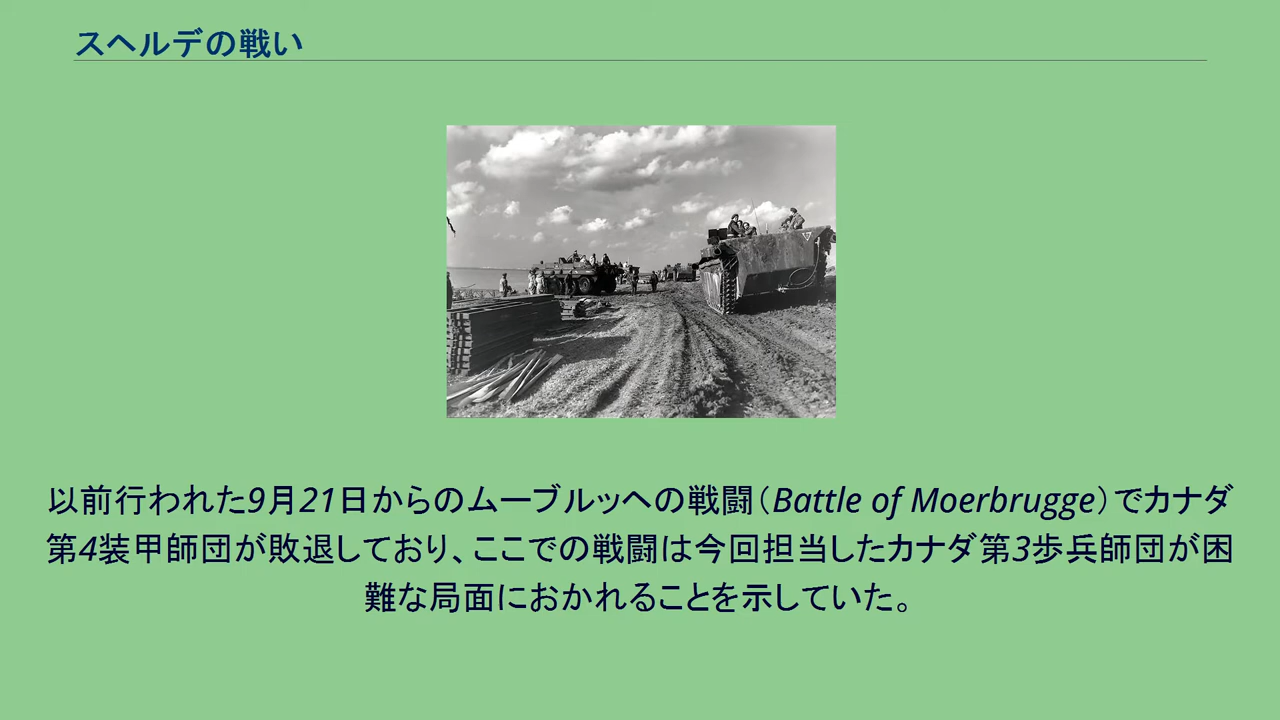 スヘルデの戦い
以前行われた9月21日からのムーブルッヘの戦闘（Battle of Moerbrugge）でカナダ
第4装甲師団が敗退しており、ここでの戦闘は今回担当したカナダ第3歩兵師団が困
難な局面におかれることを示していた。